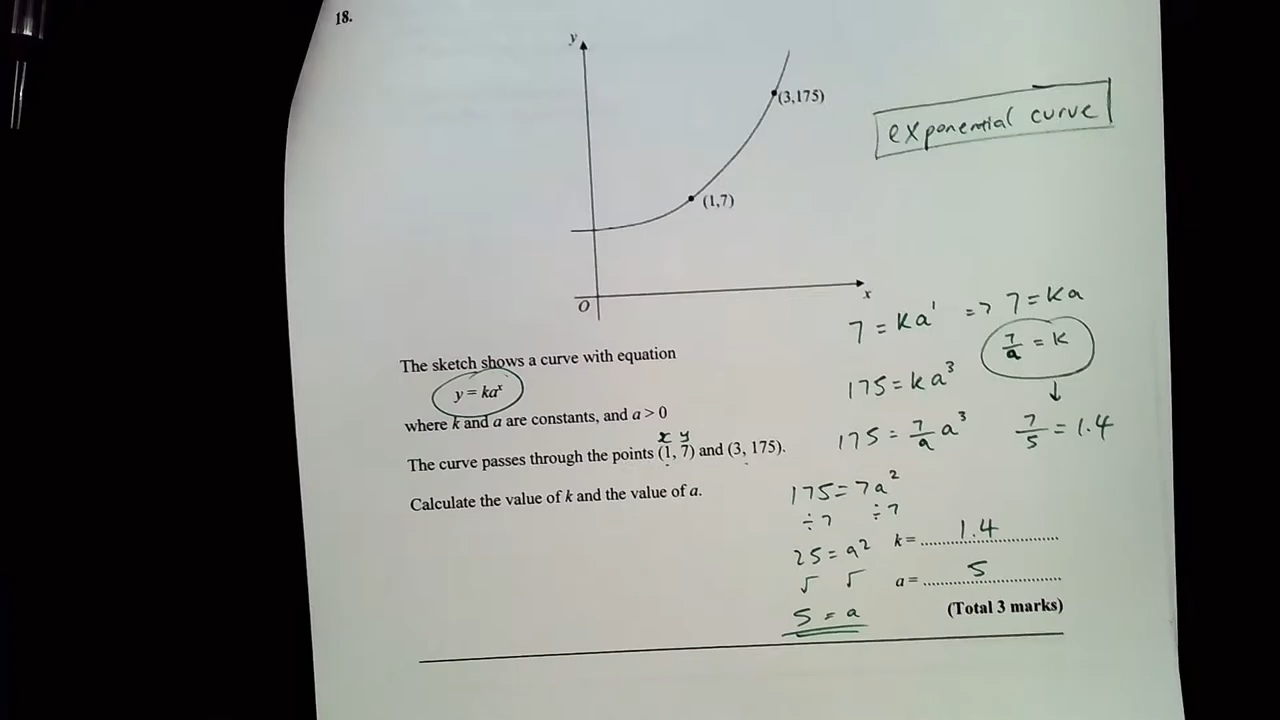 18.
y
(3,175)
exponential curve
(1,7)
O
x
7 = ka¹ => 7 = ka
7/a = k
The sketch shows a curve with equation
y = kaˣ
175 = ka³
where k and a are constants, and a > 0
↓
175 = 7/a a³
7/5 = 1.4
x y
The curve passes through the points (1, 7) and (3, 175).
Calculate the value of k and the value of a.
175 = 7a²
÷7 ÷7
25 = a²
k = 1.4
√ √
a = 5
5 = a
(Total 3 marks)